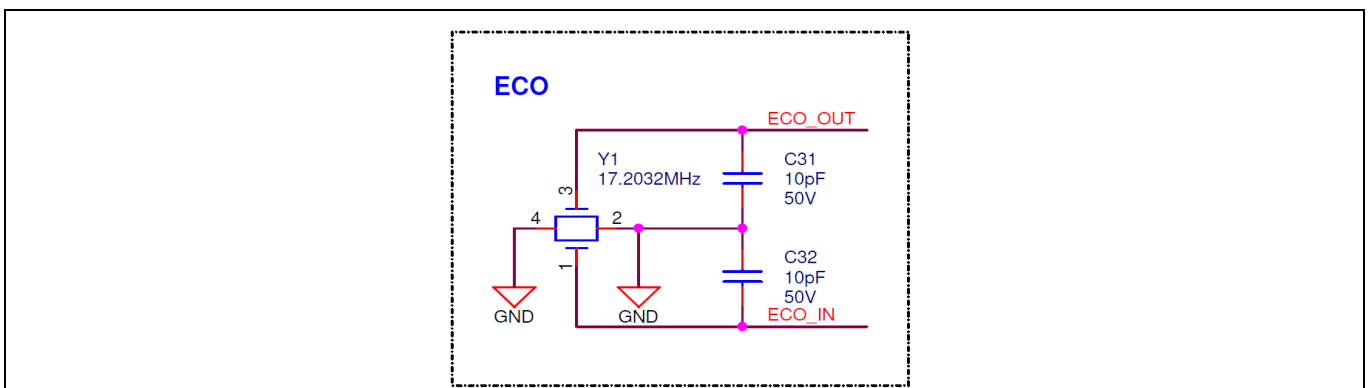 ECO
ECO_OUT
Y1
17.2032MHz
C31
10pF
50V
3
4
2
1
C32
10pF
50V
GND
GND
ECO_IN